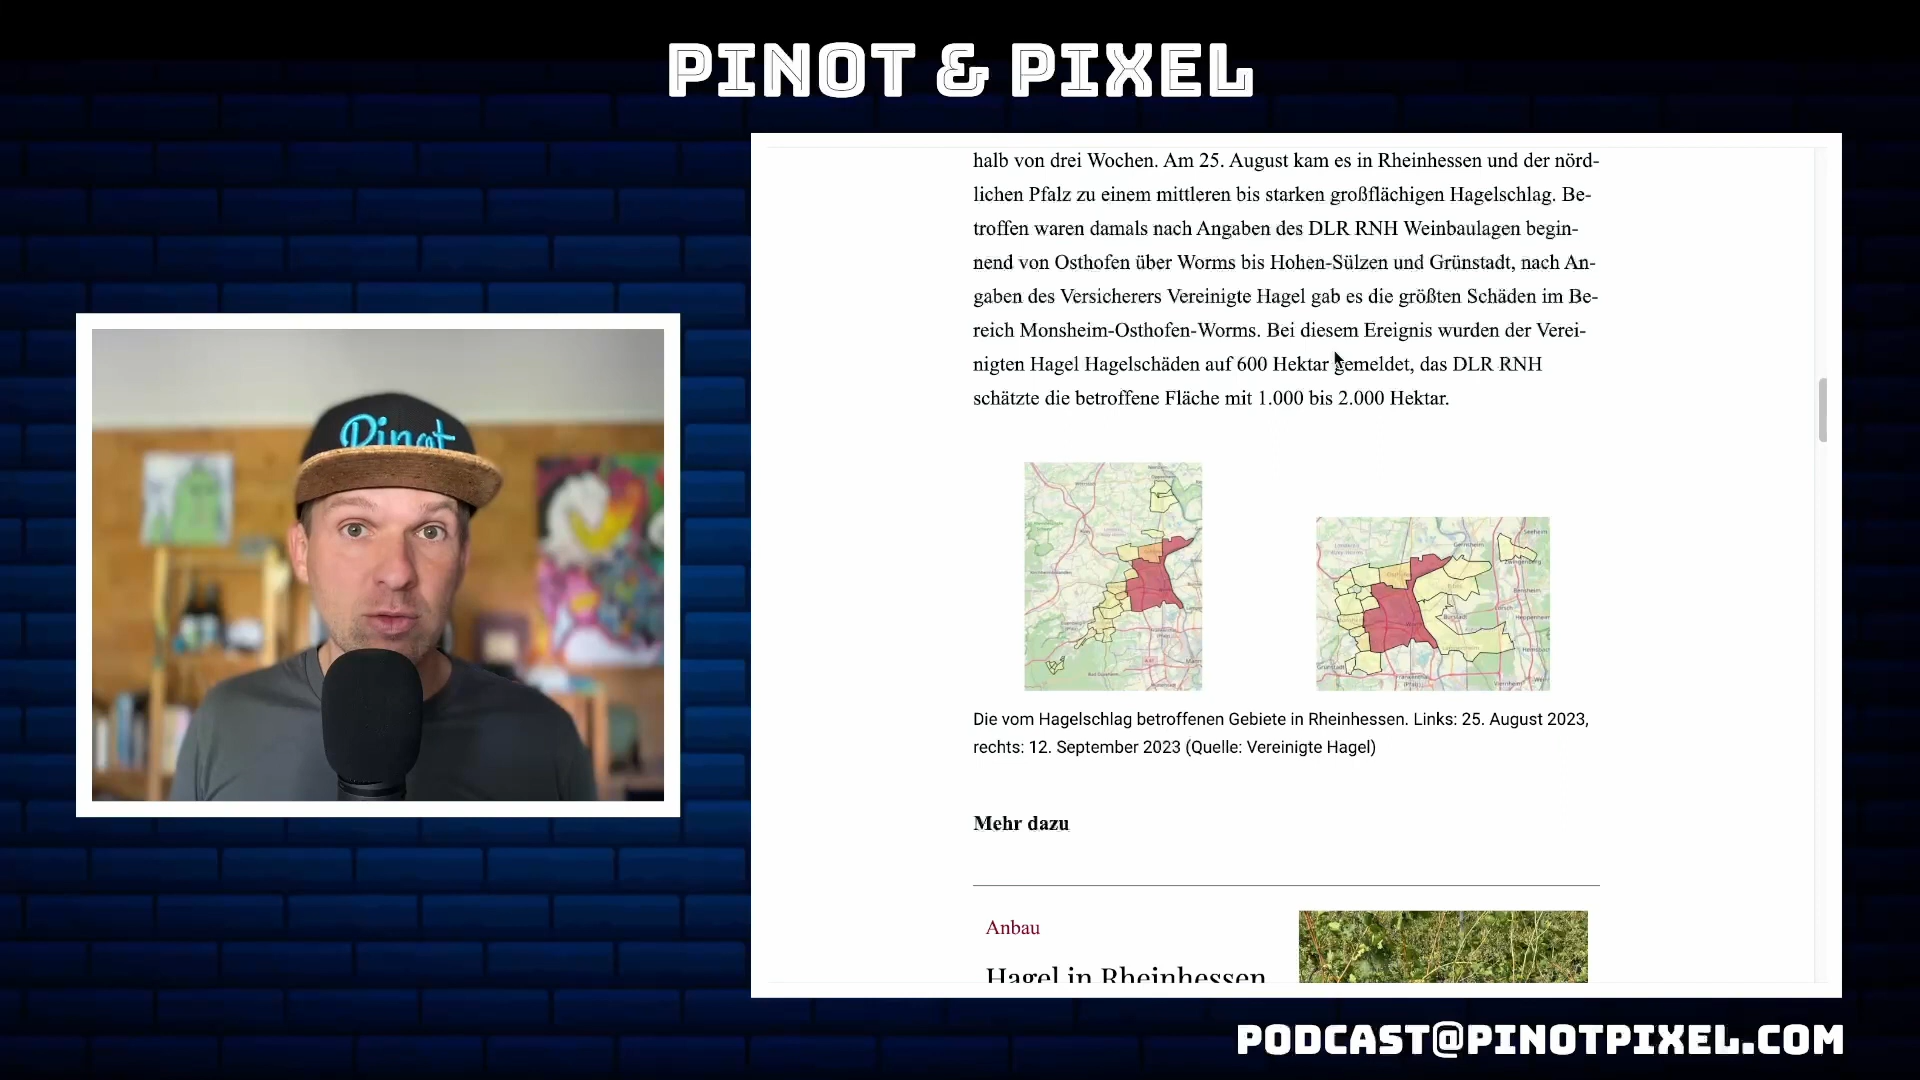 PINOT & PIXEL
Pinot
halb von drei Wochen. Am 25. August kam es in Rheinhessen und der nörd-
lichen Pfalz zu einem mittleren bis starken großflächigen Hagelschlag. Be-
troffen waren damals nach Angaben des DLR RNH Weinbaulagen begin-
nend von Osthofen über Worms bis Hohen-Sülzen und Grünstadt, nach An-
gaben des Versicherers Vereinigte Hagel gab es die größten Schäden im Be-
reich Monsheim-Osthofen-Worms. Bei diesem Ereignis wurden der Verei-
nigten Hagel Hagelschäden auf 600 Hektar gemeldet, das DLR RNH
schätzte die betroffene Fläche mit 1.000 bis 2.000 Hektar.
Die vom Hagelschlag betroffenen Gebiete in Rheinhessen. Links: 25. August 2023,
rechts: 12. September 2023 (Quelle: Vereinigte Hagel)
Mehr dazu
Anbau
Hagel in Rheinhessen
PODCAST@PINOTPIXEL.COM